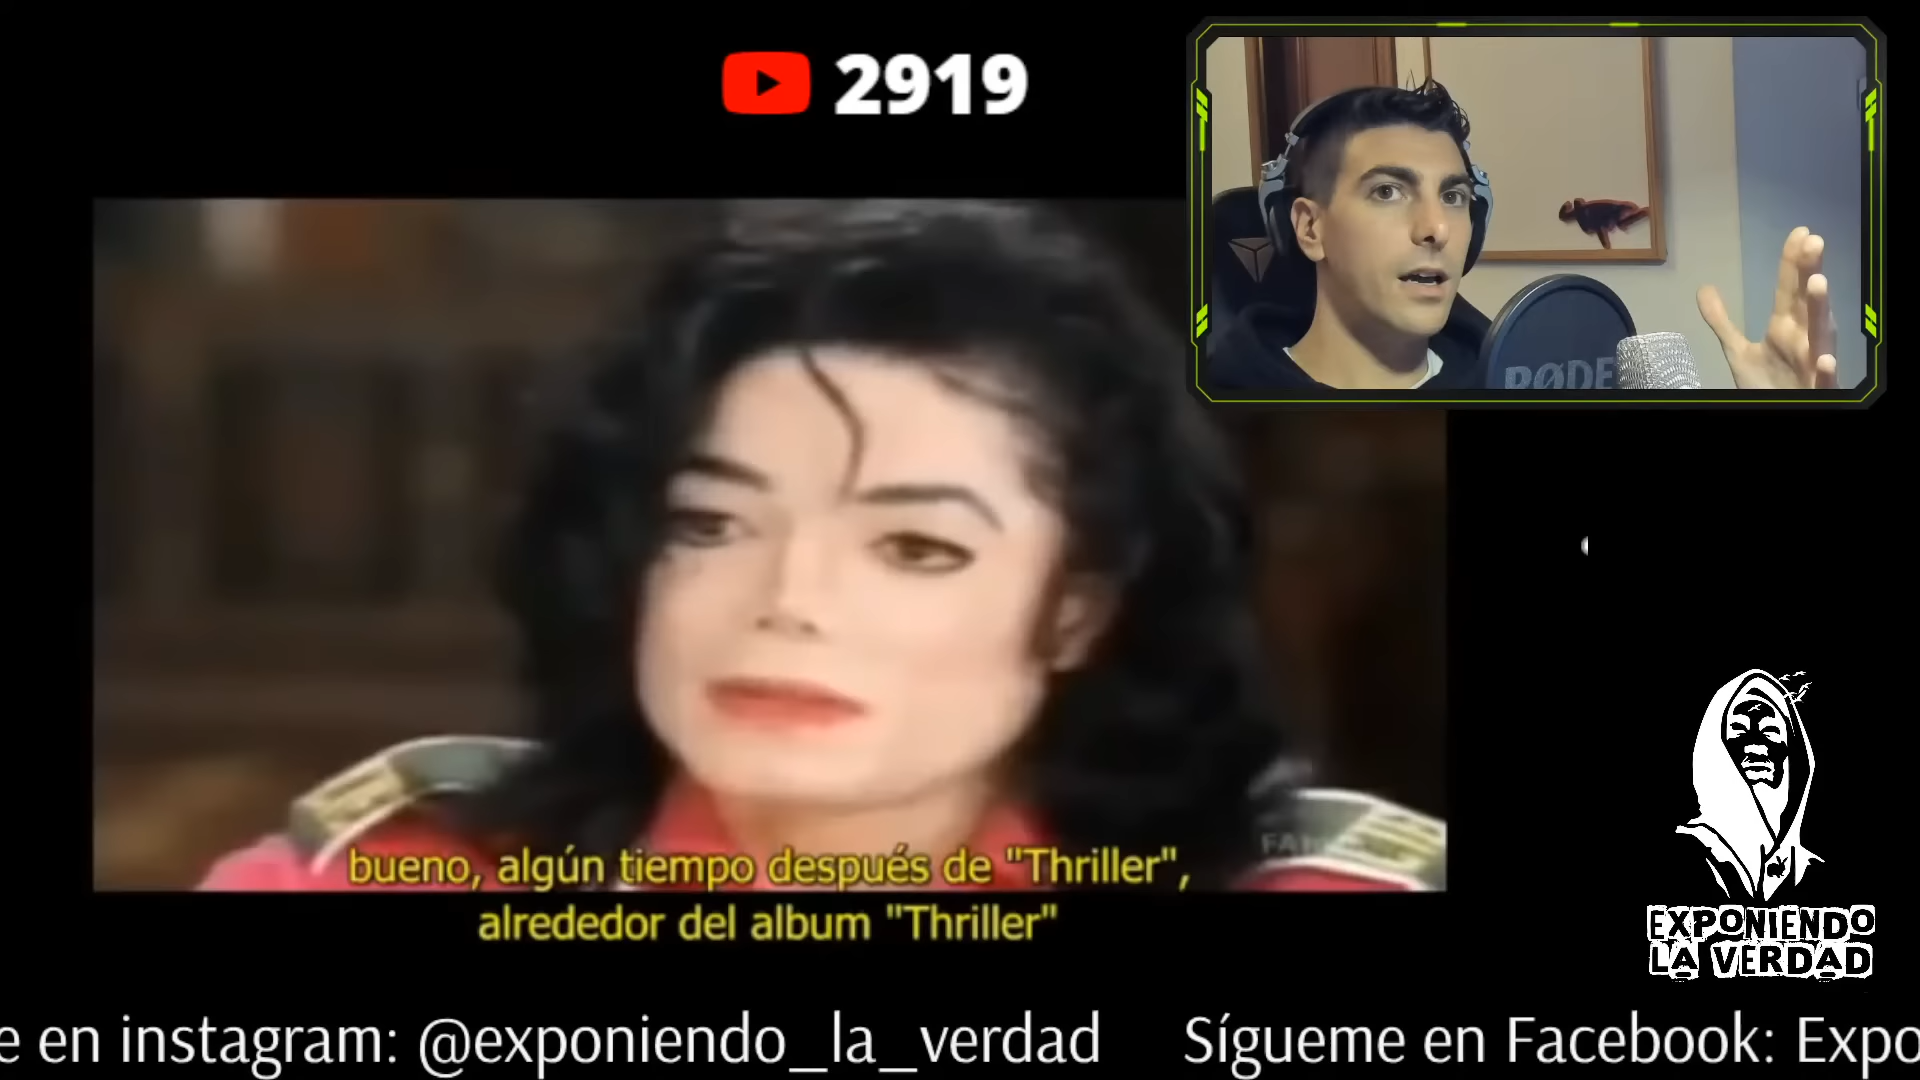 2919
RØDE
bueno, algún tiempo después de "Thriller",
alrededor del album "Thriller"
EXPONIENDO
LA VERDAD
e en instagram: @exponiendo_la_verdad Sígueme en Facebook: Expo